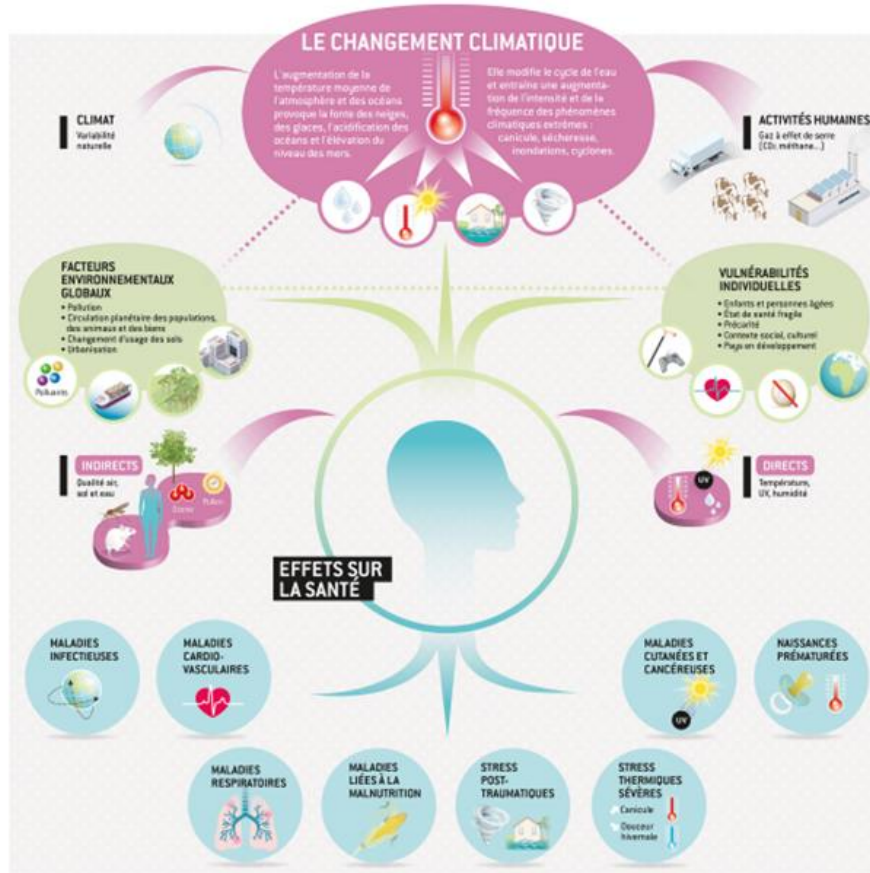 LE CHANGEMENT CLIMATIQUE
L'augmentation de la
température moyenne de
l'atmosphère et des océans
provoque la fonte des neiges,
des glaces, l'acidification des
océans et l'élévation du
niveau des mers.
Elle modifie le cycle de l'eau
et entraine une augmenta-
tion de l'intensité et de la
fréquence des phénomènes
climatiques extrêmes :
canicule, sécheresse,
inondations, cyclones.
CLIMAT
Variabilité
naturelle
ACTIVITÉS HUMAINES
Gaz à effet de serre
(CO₂, méthane...)
FACTEURS
ENVIRONNEMENTAUX
GLOBAUX
• Pollution
• Circulation planétaire des populations,
des animaux et des biens
• Changement d'usage des sols
• Urbanisation
Polluants
VULNÉRABILITÉS
INDIVIDUELLES
• Enfants et personnes âgées
• État de santé fragile
• Précarité
• Contexte social, culturel
• Pays en développement
INDIRECTS
Qualité air,
sol et eau
Ozone
Pollen
DIRECTS
Température,
UV, humidité
UV
EFFETS SUR
LA SANTÉ
MALADIES
INFECTIEUSES
MALADIES
CARDIO-
VASCULAIRES
MALADIES
CUTANÉES ET
CANCÉREUSES
UV
NAISSANCES
PRÉMATURÉES
MALADIES
RESPIRATOIRES
MALADIES
LIÉES À LA
MALNUTRITION
STRESS
POST-
TRAUMATIQUES
STRESS
THERMIQUES
SÉVÈRES
Canicule
Douceur
hivernale